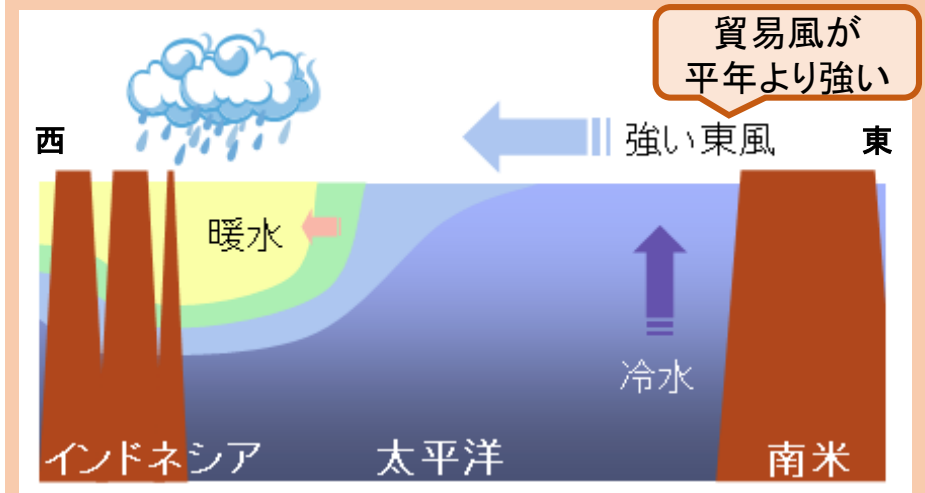 貿易風が
平年より強い
西
強い東風
東
暖水
冷水
インドネシア
太平洋
南米